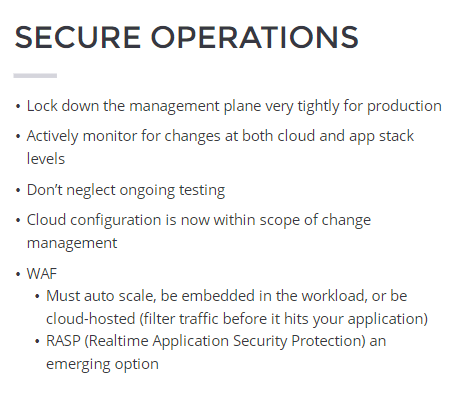 SECURE OPERATIONS
• Lock down the management plane very tightly for production
• Actively monitor for changes at both cloud and app stack
levels
• Don’t neglect ongoing testing
• Cloud configuration is now within scope of change
management
• WAF
• Must auto scale, be embedded in the workload, or be
cloud-hosted (filter traffic before it hits your application)
• RASP (Realtime Application Security Protection) an
emerging option